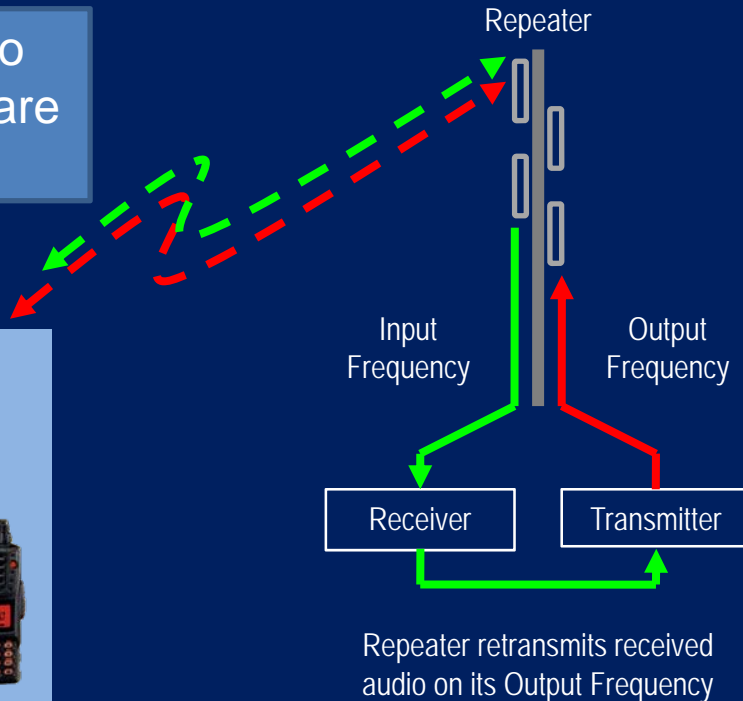 o
are
Repeater
Input
Frequency
Output
Frequency
Receiver
Transmitter
Repeater retransmits received
audio on its Output Frequency